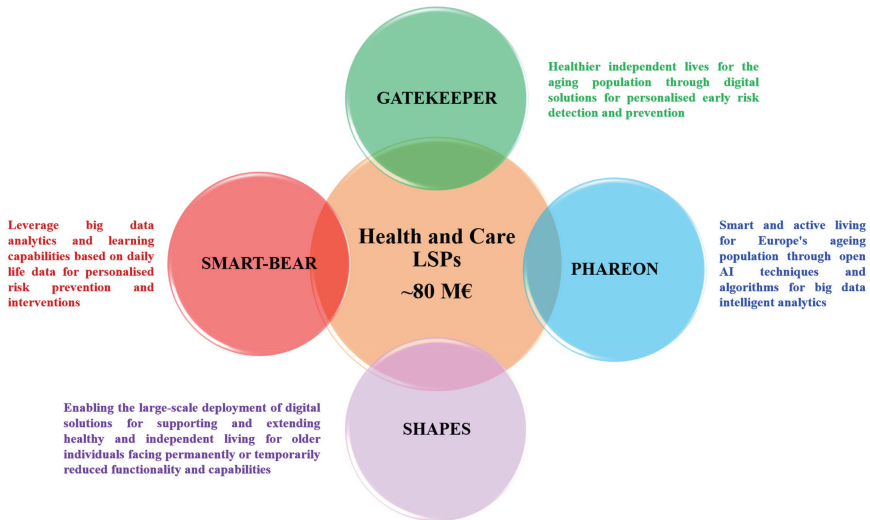 GATEKEEPER
Healthier independent lives for the
aging population through digital
solutions for personalised early risk
detection and prevention
Leverage big data
analytics and learning
capabilities based on daily
life data for personalised
risk prevention and
interventions
SMART-BEAR
Health and Care
LSPs
~80 M€
PHAREON
Smart and active living
for Europe's ageing
population through open
AI techniques and
algorithms for big data
intelligent analytics
Enabling the large-scale deployment of digital
solutions for supporting and extending
healthy and independent living for older
individuals facing permanently or temporarily
reduced functionality and capabilities
SHAPES